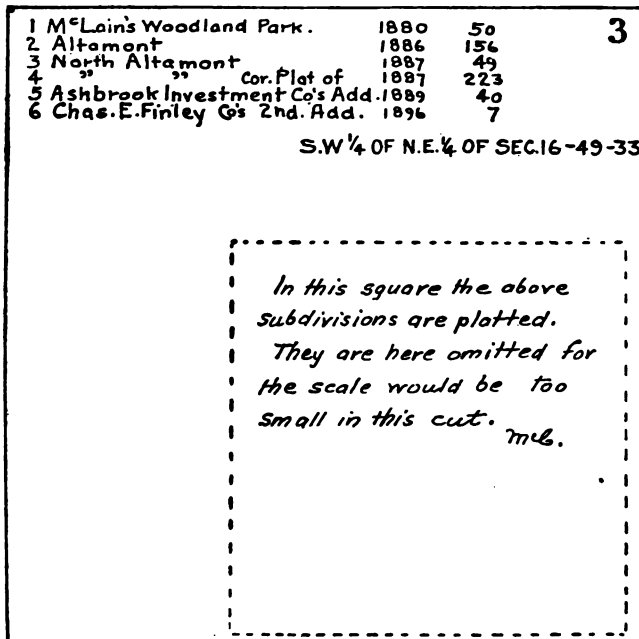 3
1 McLain's Woodland Park. 1880 50
2 Altamont 1886 156
3 North Altamont 1887 49
4 " " Cor. Plat of 1887 223
5 Ashbrook Investment Co's Add. 1889 40
6 Chas. E. Finley Co's 2nd. Add. 1896 7
S.W ¼ OF N.E. ¼ OF SEC. 16-49-33
In this square the above
subdivisions are platted.
They are here omitted for
the scale would be too
small in this cut.